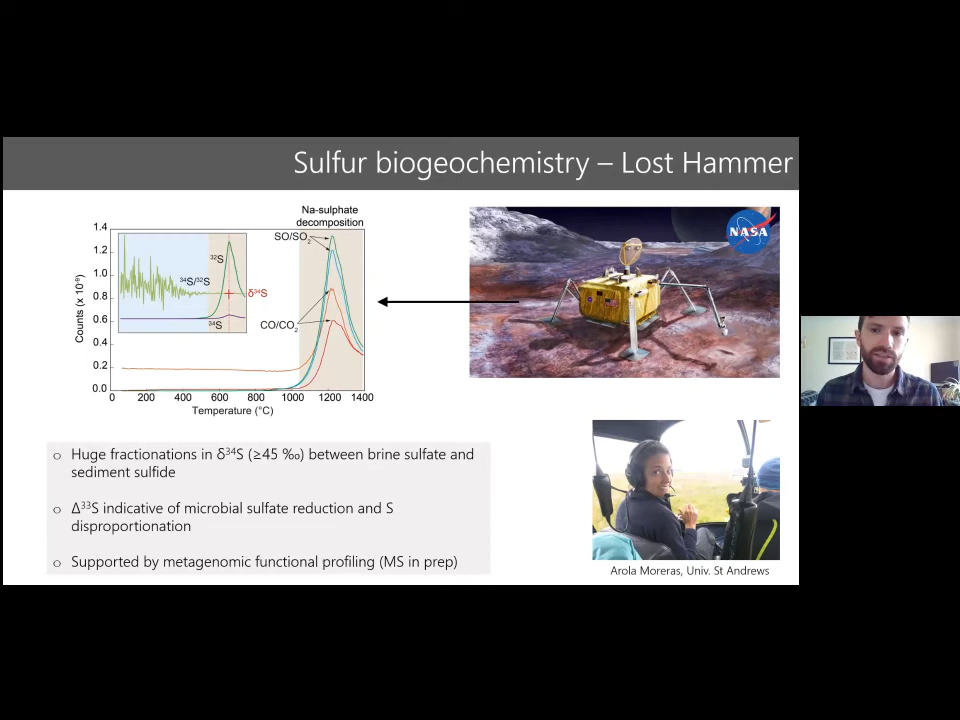 Sulfur biogeochemistry – Lost Hammer
Na-sulphate
decomposition
SO/SO₂
1.4
1.2
1.0
0.8
0.6
0.4
0.2
0.0
Counts (x 10⁻⁹)
³²S
³⁴S/³²S
δ³⁴S
³⁴S
CO/CO₂
0 200 400 600 800 1000 1200 1400
Temperature (°C)
NASA
o Huge fractionations in δ³⁴S (≥45 ‰) between brine sulfate and
sediment sulfide
o Δ³³S indicative of microbial sulfate reduction and S
disproportionation
o Supported by metagenomic functional profiling (MS in prep)
Arola Moreras, Univ. St Andrews